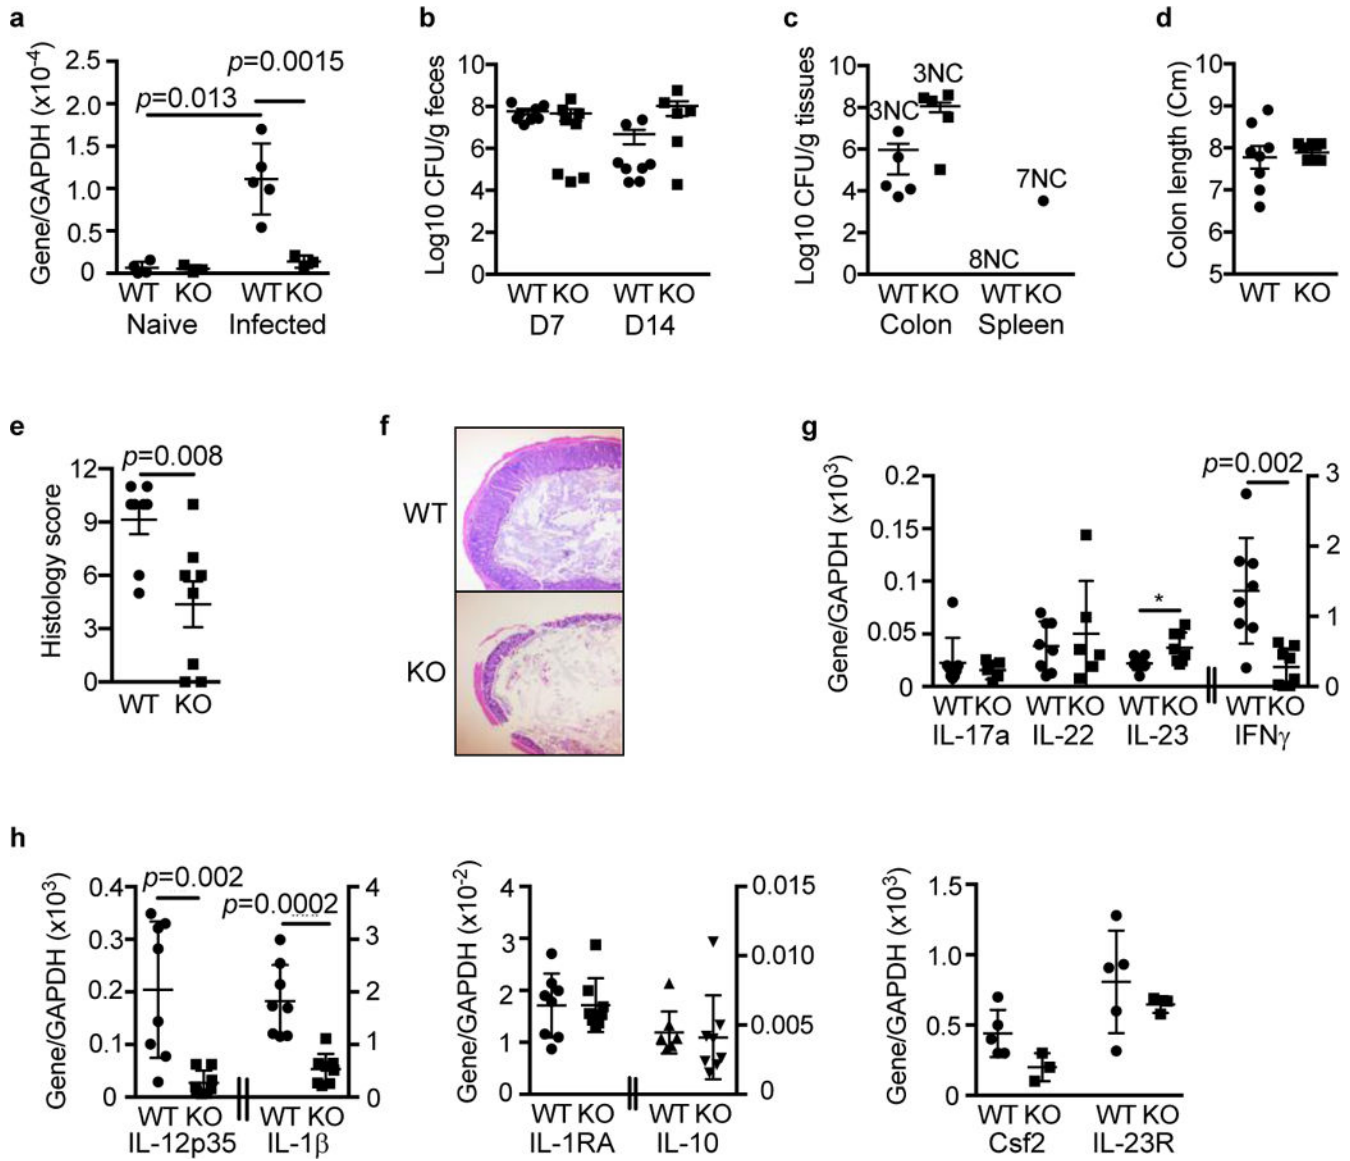 a
Gene/GAPDH (x10⁻⁴)
2.5
2.0
1.5
1.0
0.5
0
p=0.013
p=0.0015
WT KO WT KO
Naive Infected
b
Log10 CFU/g feces
10
8
6
4
2
0
WT KO WT KO
D7 D14
c
Log10 CFU/g tissues
10
8
6
4
2
0
3NC
3NC
7NC
8NC
WT KO WT KO
Colon Spleen
d
Colon length (Cm)
10
9
8
7
6
5
WT KO
e
Histology score
12
9
6
3
0
p=0.008
WT KO
f
WT
KO
g
Gene/GAPDH (x10³)
0.2
0.15
0.1
0.05
0
*
p=0.002
3
2
1
0
WT KO WT KO WT KO WT KO
IL-17a IL-22 IL-23 IFNγ
h
Gene/GAPDH (x10³)
0.4
0.3
0.2
0.1
0
p=0.002
p=0.0002
4
3
2
1
0
WT KO WT KO
IL-12p35 IL-1β
Gene/GAPDH (x10⁻²)
4
3
2
1
0
0.015
0.010
0.005
0
WT KO WT KO
IL-1RA IL-10
Gene/GAPDH (x10³)
1.5
1.0
0.5
0
WT KO WT KO
Csf2 IL-23R